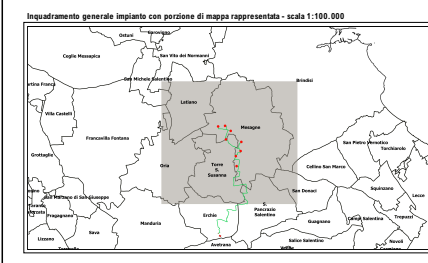 Inquadramento generale impianto con porzione di mappa rappresentata - scala 1:100.000
Ostuni
Carovigno
Ceglie Messapica
San Vito dei Normanni
San Michele Salentino
Brindisi
rtina Franca
Latiano
Villa Castelli
Mesagne
Francavilla Fontana
San Pietro Vernotico
Torchiarolo
Grottaglie
Oria
Cellino San Marco
Torre
S.
Susanna
San Donaci
Squinzano
Lecce
San Marzano di San Giuseppe
S.
Pancrazio
Salentino
Erchie
Campi Salentina
Trepuzzi
Fragagnano
Manduria
Guagnano
Sava
Lizzano
Avetrana
Salice Salentino
Novoli